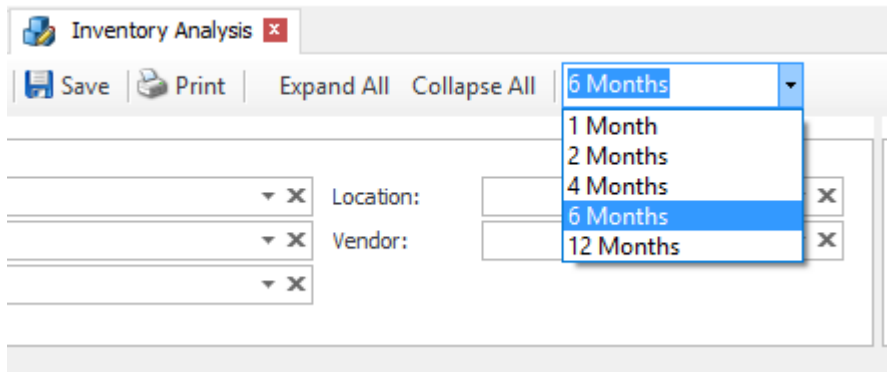 Inventory Analysis
Save Print Expand All Collapse All 6 Months
1 Month
2 Months
4 Months
6 Months
12 Months
Location:
Vendor: